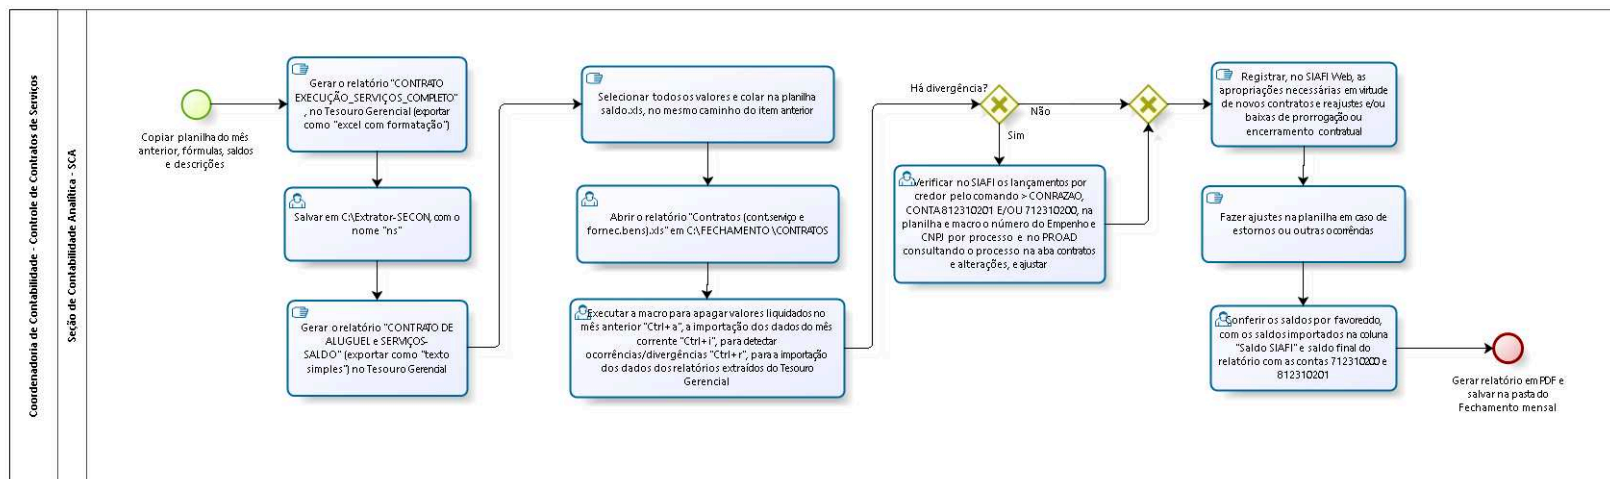 Coordenadoria de Contabilidade - Controle de Contratos de Serviços
Seção de Contabilidade Analítica - SCA
Copiar planilha do mês
anterior, fórmulas, saldos
e descrições
Gerar o relatório "CONTRATO
EXECUÇÃO_SERVIÇOS_COMPLETO"
, no Tesouro Gerencial (exportar
como "excel com formatação")
Salvar em C:\Extrator-SECON, com o
nome "ns"
Gerar o relatório "CONTRATO DE
ALUGUEL e SERVIÇOS-
SALDO" (exportar como "texto
simples") no Tesouro Gerencial
Selecionar todos os valores e colar na planilha
saldo.xls, no mesmo caminho do item anterior
Abrir o relatório "Contratos (cont.serviço e
fornec.bens).xls" em C:\FECHAMENTO\CONTRATOS
Executar a macro para apagar valores liquidados no
mês anterior "Ctrl+ a", a importação dos dados do mês
corrente "Ctrl+ i", para detectar
ocorrências/divergências "Ctrl+ r", para a importação
dos dados dos relatórios extraídos do Tesouro
Gerencial
Há divergência?
Não
Sim
Verificar no SIAFI os lançamentos por
credor pelo comando > CONRAZAO,
CONTA 812310201 E/OU 712310200, na
planilha e macro o número do Empenho e
CNPJ por processo e no PROAD
consultando o processo na aba contratos
e alterações, e ajustar
Registrar, no SIAFI Web, as
apropriações necessárias em virtude
de novos contratos e reajustes e/ou
baixas de prorrogação ou
encerramento contratual
Fazer ajustes na planilha em caso de
estornos ou outras ocorrências
Conferir os saldos por favorecido,
com os saldos importados na coluna
"Saldo SIAFI" e saldo final do
relatório com as contas 712310200 e
812310201
Gerar relatório em PDF e
salvar na pasta do
Fechamento mensal